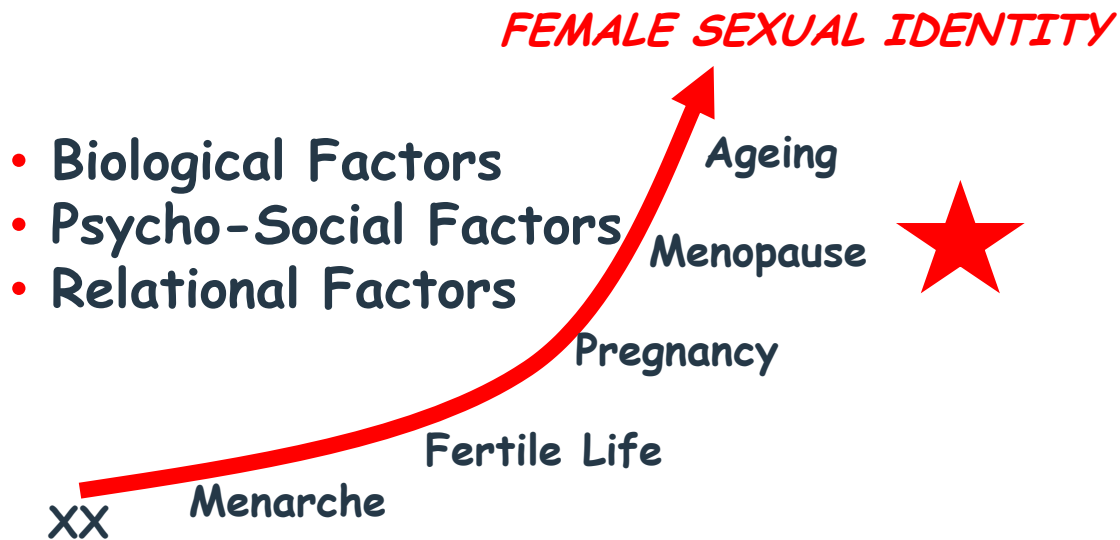 FEMALE SEXUAL IDENTITY
• Biological Factors
• Psycho-Social Factors
• Relational Factors
Ageing
Menopause
Pregnancy
Fertile Life
Menarche
XX